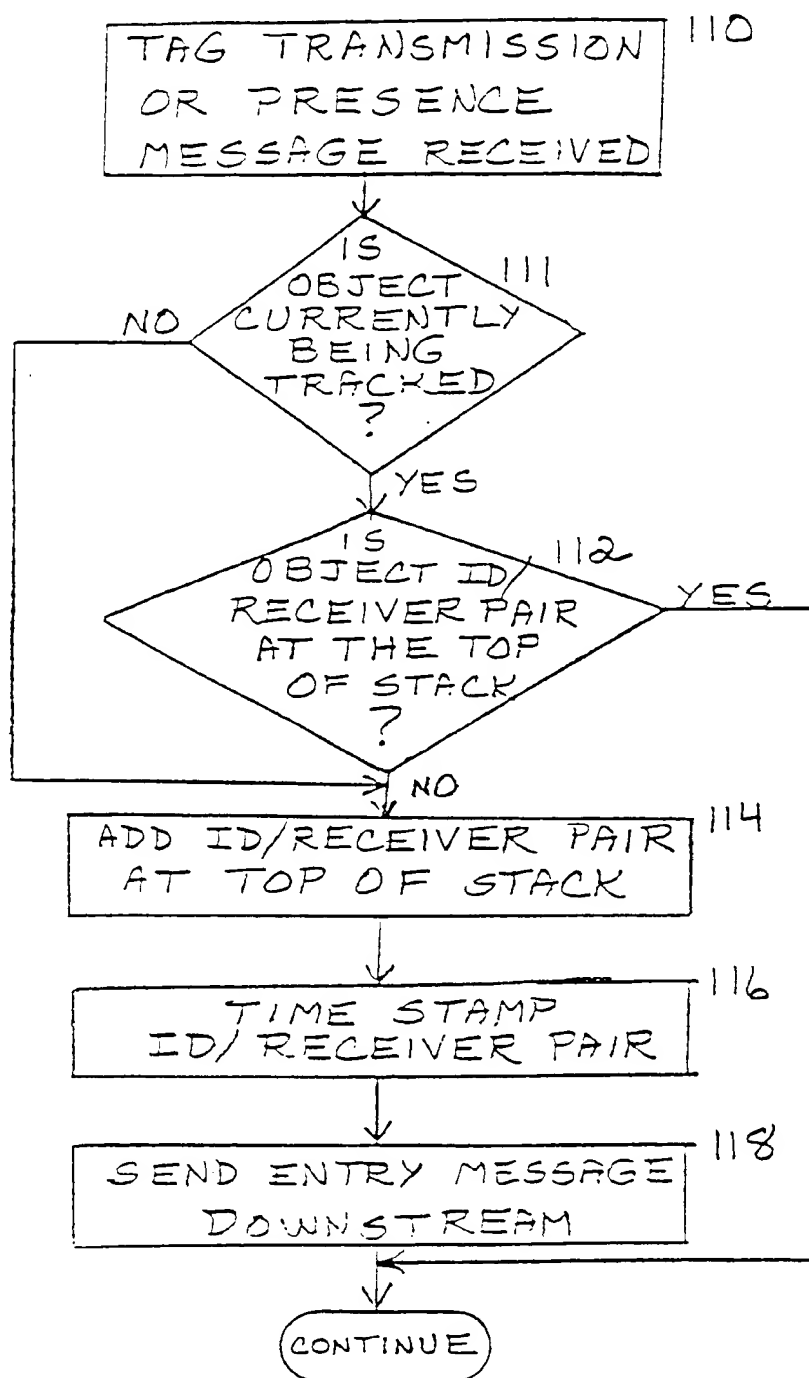 TAG TRANSMISSION 110
OR PRESENCE
MESSAGE RECEIVED
IS
OBJECT 111
CURRENTLY
NO
BEING
TRACKED
?
YES
IS
OBJECT ID 112
RECEIVER PAIR YES
AT THE TOP
OF STACK
?
NO
ADD ID/RECEIVER PAIR 114
AT TOP OF STACK
TIME STAMP 116
ID/RECEIVER PAIR
SEND ENTRY MESSAGE 118
DOWNSTREAM
CONTINUE